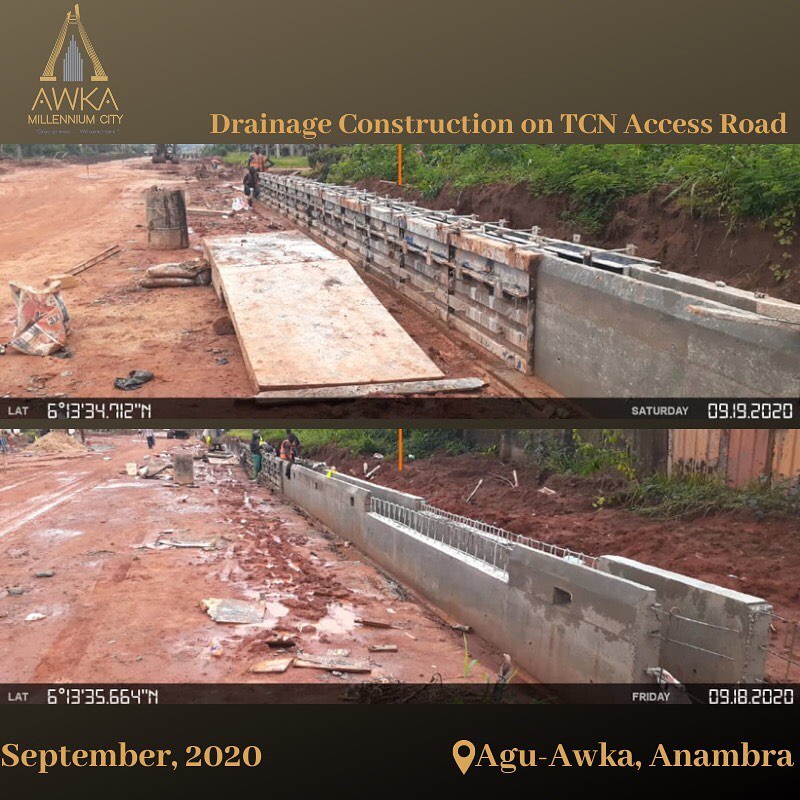 AWKA
MILLENNIUM CITY
Drainage Construction on TCN Access Road
LAT 6°13'34.712"N SATURDAY 09.19.2020
LAT 6°13'35.664"N FRIDAY 09.18.2020
September, 2020 Agu-Awka, Anambra